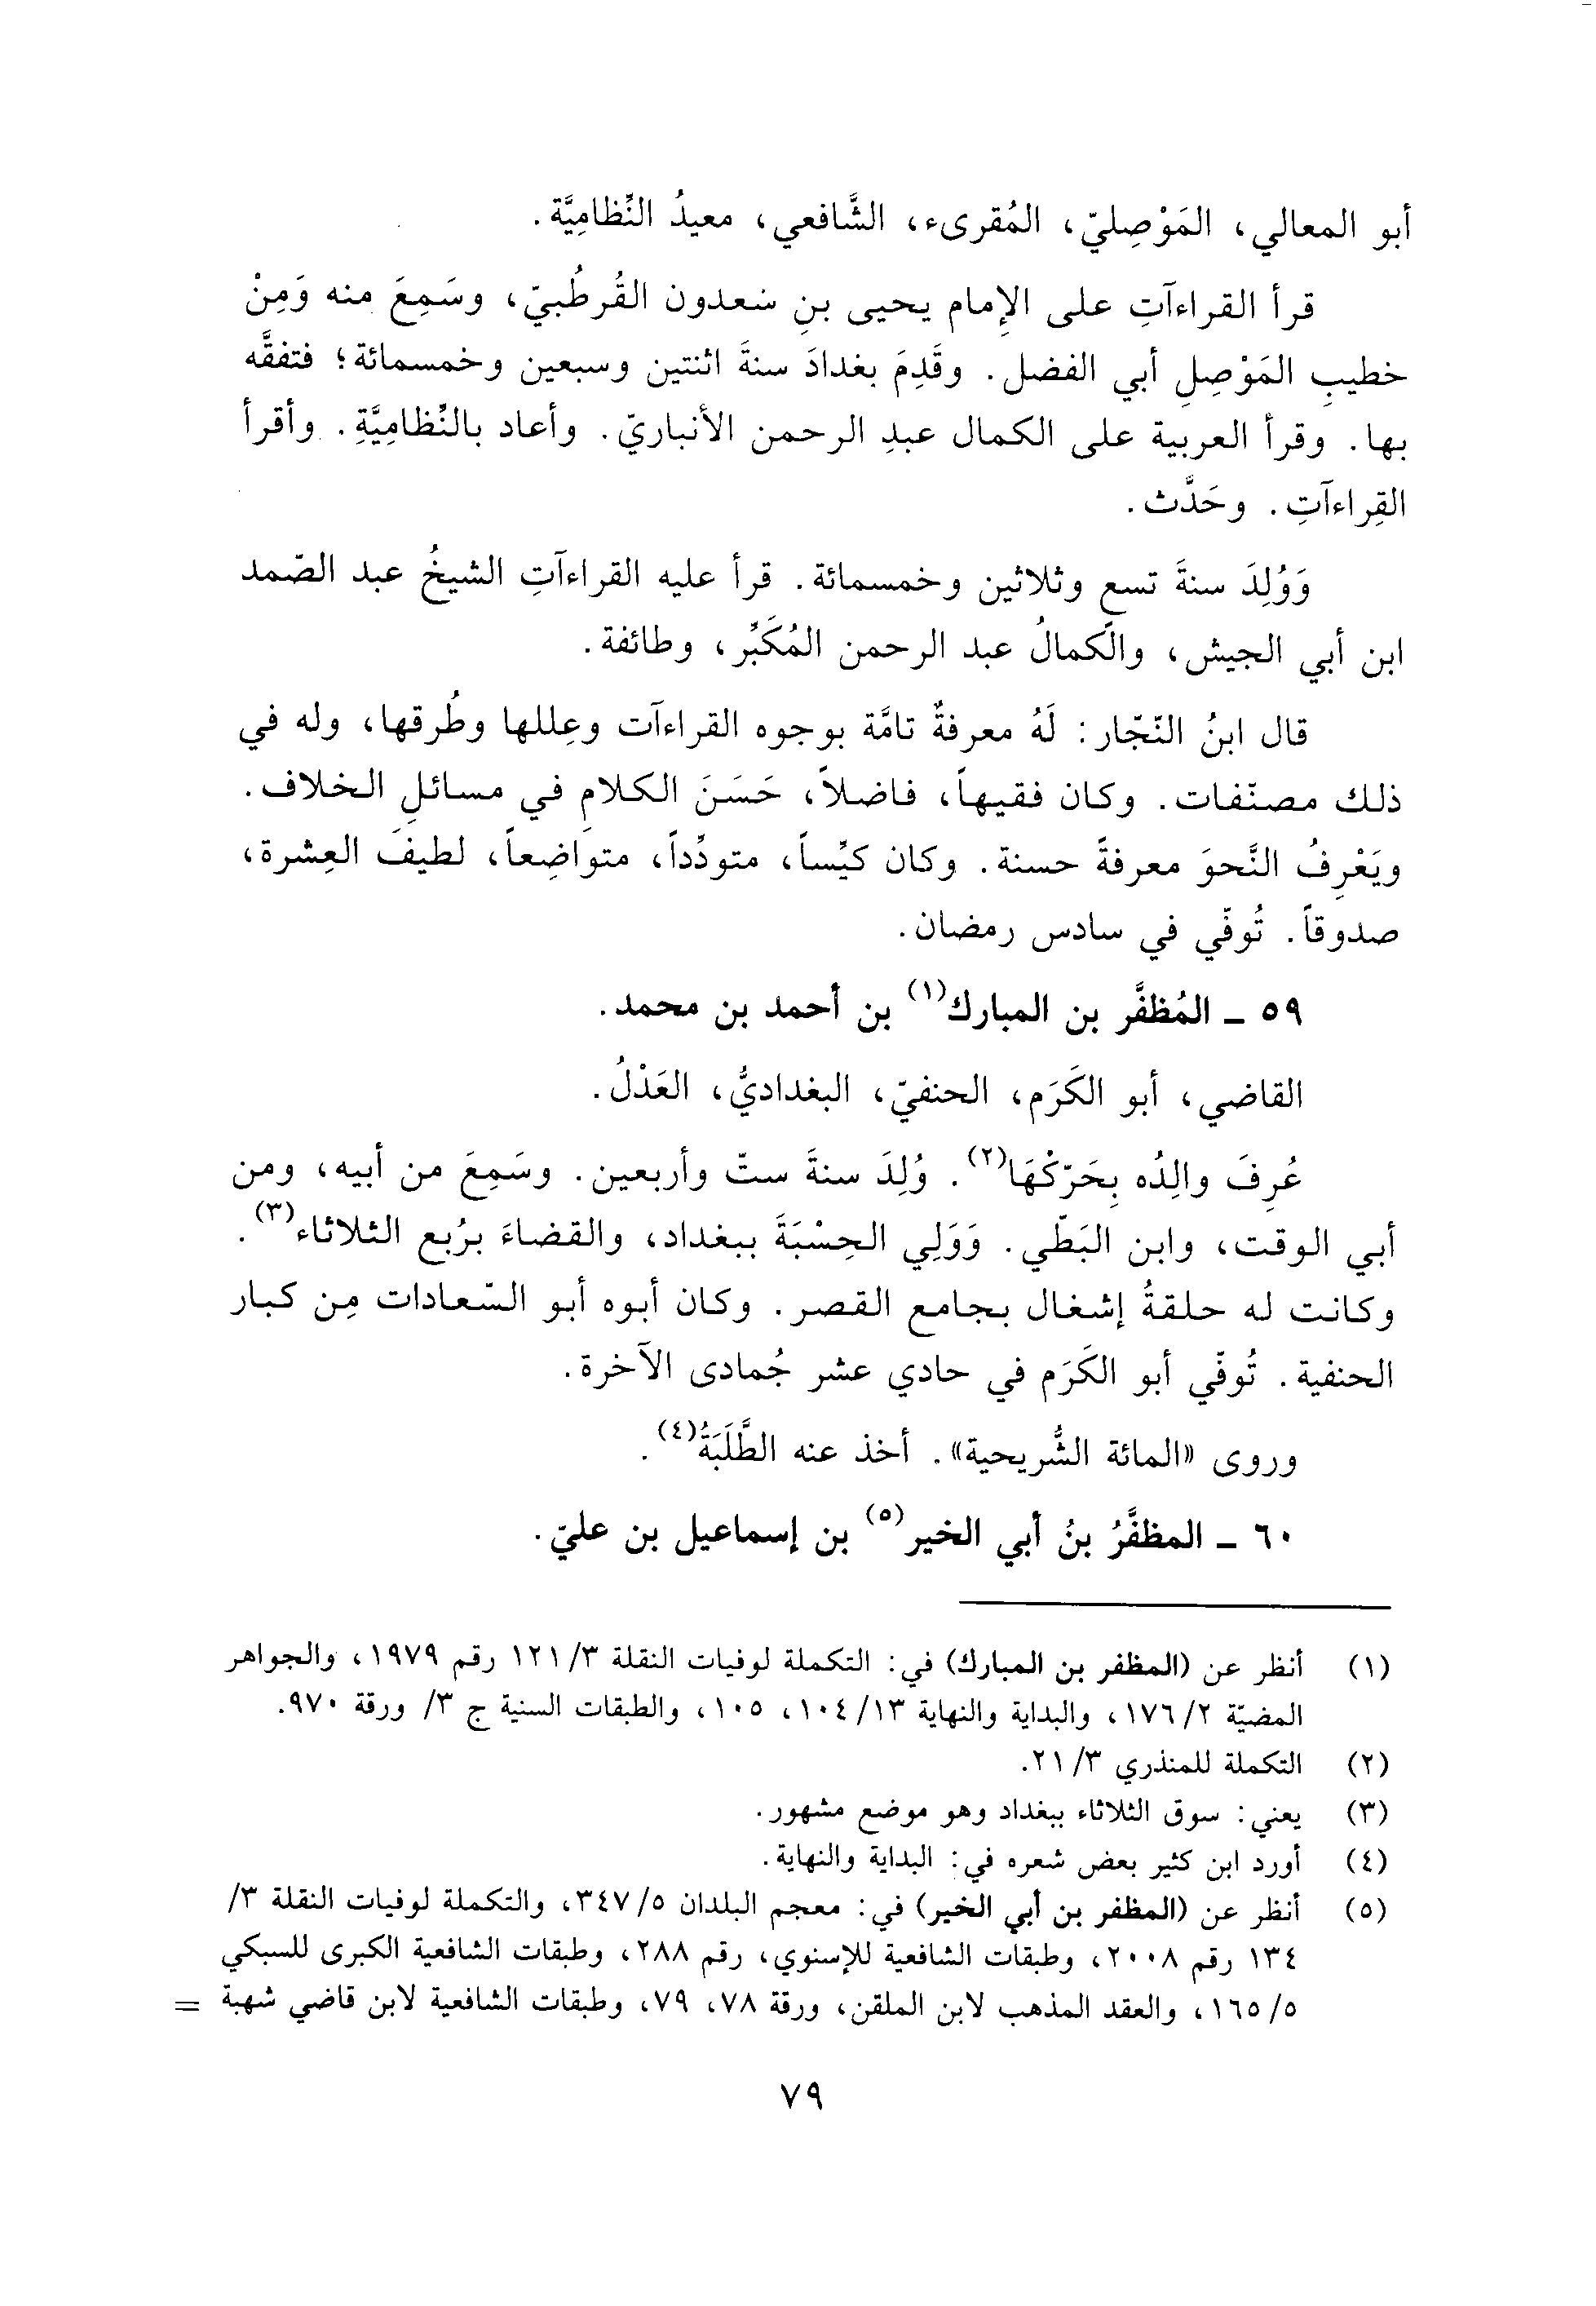 أبو المعالي، المَوْصِليّ، المُقرىء، الشَّافعي، معيدُ النِّظامِيَّة.
قرأ القراءآتِ على الإِمام يحيى بنِ سَعدون القُرطُبيّ، وسَمِعَ منه وَمِنْ
خطيبِ المَوْصِلِ أبي الفضل. وقَدِمَ بغدادَ سنةَ اثنتين وسبعين وخمسمائة؛ فتفقَّه
بها. وقرأ العربية على الكمال عبدِ الرحمن الأنباريّ. وأعاد بالنِّظامِيَّةِ. وأقرأ
القِراءآتِ. وحَدَّث.
وَوُلِدَ سنةَ تسعٍ وثلاثين وخمسمائة. قرأ عليه القراءآتِ الشيخُ عبد الصّمد
ابن أبي الجيش، والكمالُ عبد الرحمن المُكَبِّر، وطائفة.
قال ابنُ النّجّار: لَهُ معرفةٌ تامَّة بوجوه القراءآت وعِللها وطُرقها، وله في
ذلك مصنّفات. وكان فقيهاً، فاضلاً، حَسَنَ الكلامِ في مسائلِ الخلاف.
ويَعْرِفُ النَّحوَ معرفةً حسنة. وكان كيِّساً، متودِّداً، متواضِعاً، لطيفَ العِشرة،
صدوقاً. تُوفّي في سادس رمضان.
٥٩ ـ المُظفَّر بن المبارك(١) بن أحمد بن محمد.
القاضي، أبو الكَرَم، الحنفيّ، البغداديُّ، العَدْلُ.
عُرِفَ والِدُه بِحَرّكْهَا(٢). وُلِدَ سنةَ ستّ وأربعين. وسَمِعَ من أبيه، ومن
أبي الوقت، وابن البَطّي. وَوَلِي الحِسْبَةَ ببغداد، والقضاءَ برُبع الثلاثاء(٣).
وكانت له حلقةُ إشغال بجامع القصر. وكان أبوه أبو السّعادات مِن كبار
الحنفية. تُوفّي أبو الكَرَم في حادي عشر جُمادى الآخرة.
وروى «المائة الشُّريحية». أخذ عنه الطَّلَبَةُ(٤).
٦٠ ـ المظفَّرُ بنُ أبي الخير(٥) بن إسماعيل بن عليّ.
(١) أنظر عن (المظفر بن المبارك) في: التكملة لوفيات النقلة ٣/ ١٢١ رقم ١٩٧٩، والجواهر
المضيّة ٢/ ١٧٦، والبداية والنهاية ١٣/ ١٠٤، ١٠٥، والطبقات السنية ج ٣/ ورقة ٩٧٠.
(٢) التكملة للمنذري ٣/ ٢١.
(٣) يعني: سوق الثلاثاء ببغداد وهو موضع مشهور.
(٤) أورد ابن كثير بعض شعره في: البداية والنهاية.
(٥) أنظر عن (المظفر بن أبي الخير) في: معجم البلدان ٥/ ٣٤٧، والتكملة لوفيات النقلة ٣/
١٣٤ رقم ٢٠٠٨، وطبقات الشافعية للإسنوي، رقم ٢٨٨، وطبقات الشافعية الكبرى للسبكي
٥/ ١٦٥، والعقد المذهب لابن الملقن، ورقة ٧٨، ٧٩، وطبقات الشافعية لابن قاضي شهبة =
٧٩